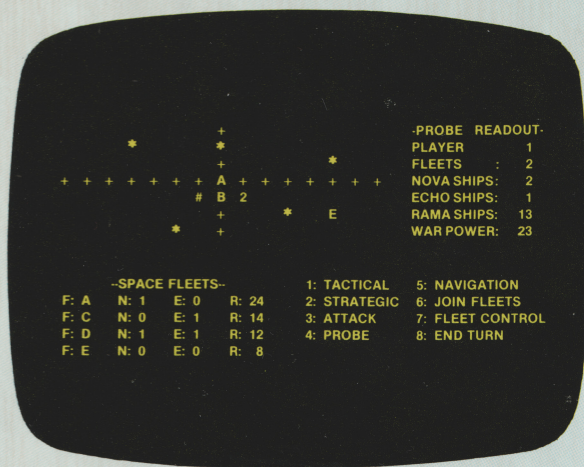 +
*
*
+
*
+ + + + + + + A + + + + + + +
# B 2
+ * E
* +
-PROBE READOUT-
PLAYER 1
FLEETS : 2
NOVA SHIPS: 2
ECHO SHIPS: 1
RAMA SHIPS: 13
WAR POWER: 23
--SPACE FLEETS--
F: A N: 1 E: 0 R: 24
F: C N: 0 E: 1 R: 14
F: D N: 1 E: 1 R: 12
F: E N: 0 E: 0 R: 8
1: TACTICAL 5: NAVIGATION
2: STRATEGIC 6: JOIN FLEETS
3: ATTACK 7: FLEET CONTROL
4: PROBE 8: END TURN